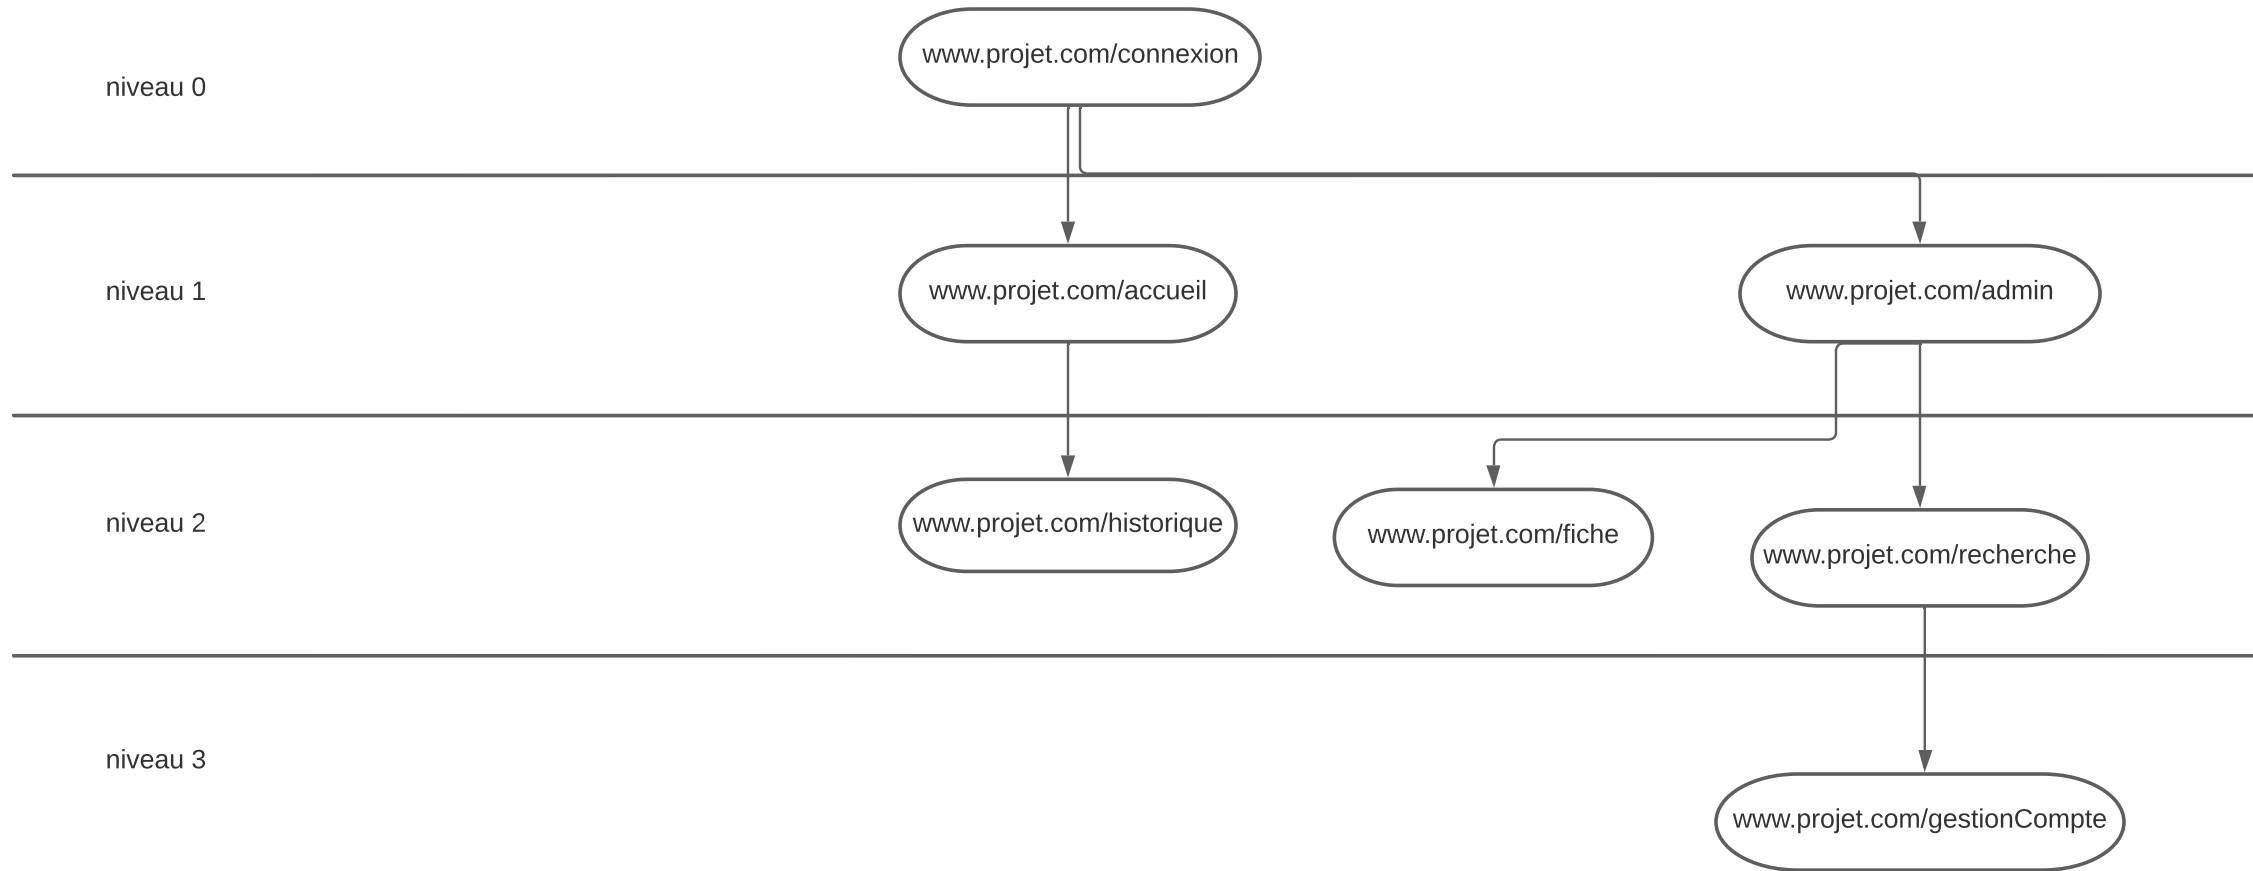 www.projet.com/connexion
niveau 0
niveau 1
www.projet.com/accueil
www.projet.com/admin
niveau 2
www.projet.com/historique
www.projet.com/fiche
www.projet.com/recherche
niveau 3
www.projet.com/gestionCompte